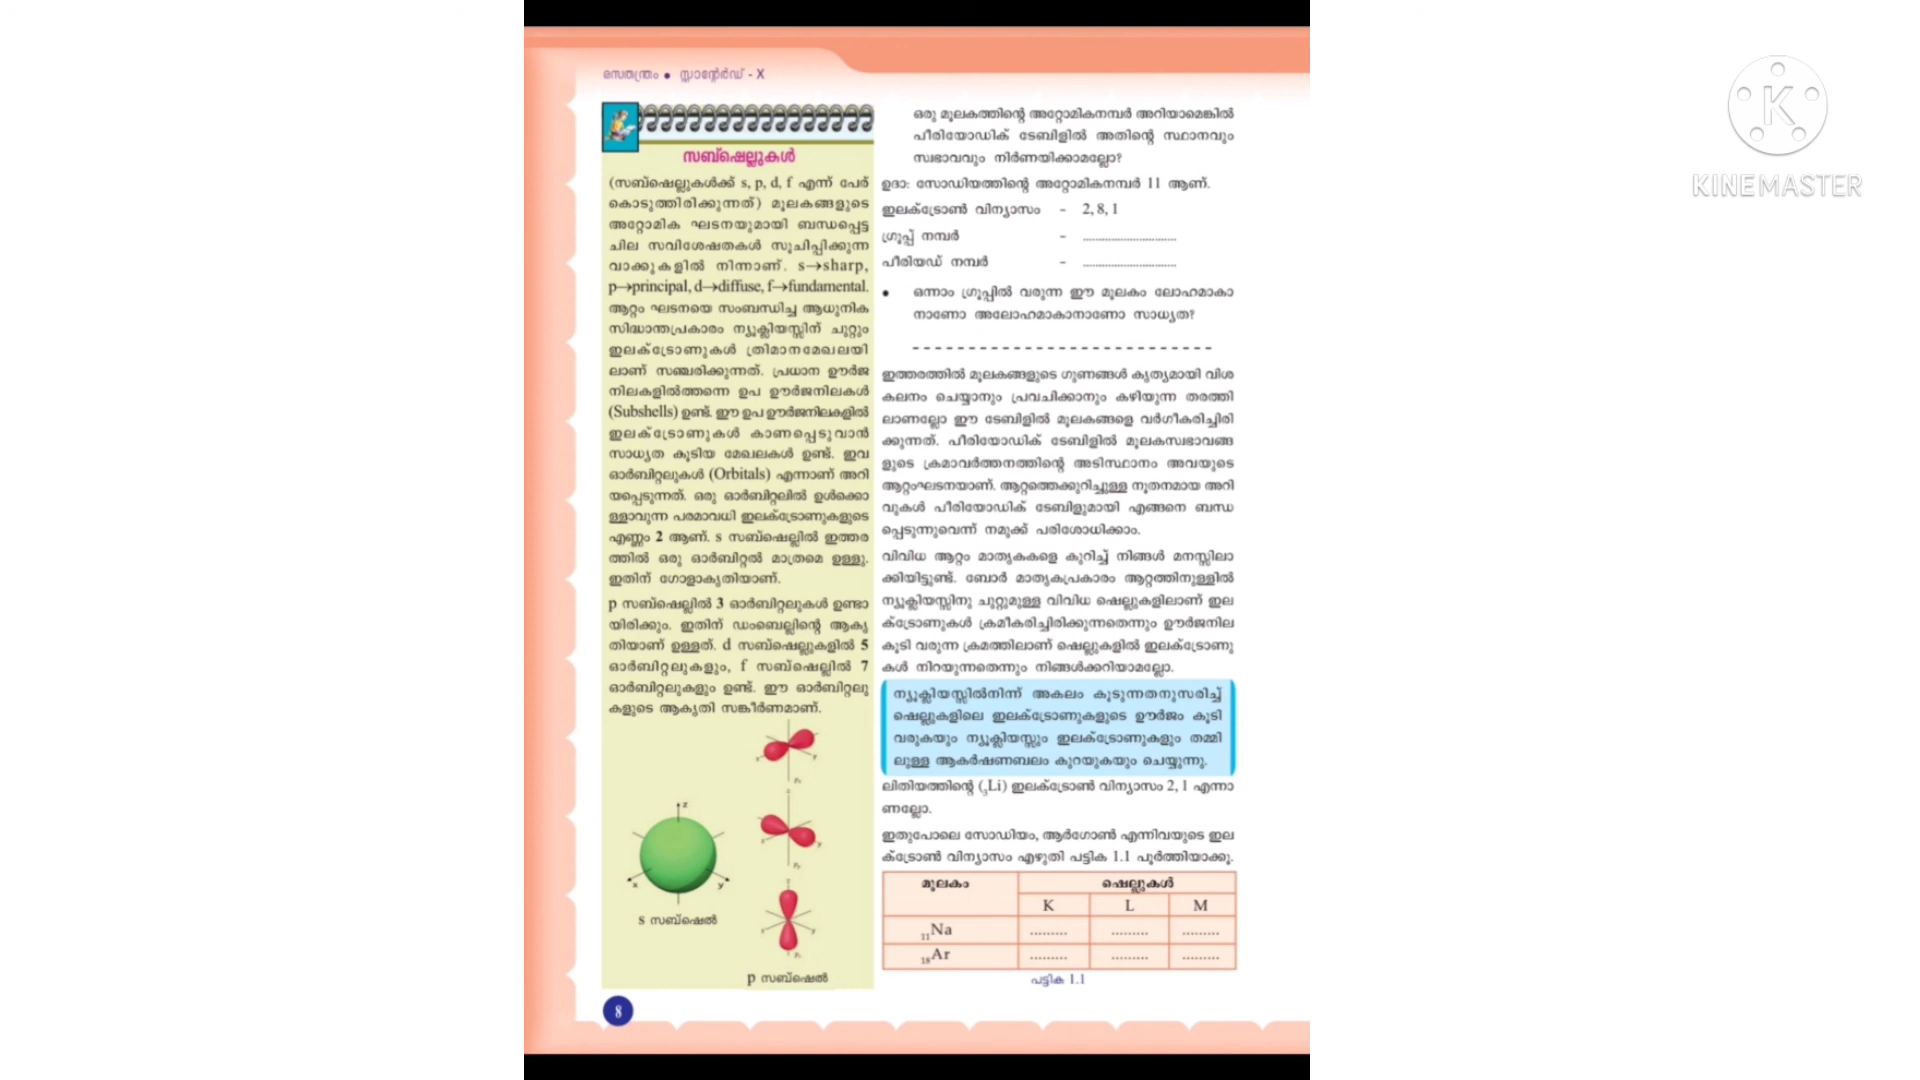 രസതന്ത്രം • സ്റ്റാന്റേർഡ് - X
സബ്ഷെല്ലുകൾ
(സബ്ഷെല്ലുകൾക്ക് s, p, d, f എന്ന് പേര്
കൊടുത്തിരിക്കുന്നത്) മൂലകങ്ങളുടെ
അറ്റോമിക ഘടനയുമായി ബന്ധപ്പെട്ട
ചില സവിശേഷതകൾ സൂചിപ്പിക്കുന്ന
വാക്കുകളിൽ നിന്നാണ്. s→sharp,
p→principal, d→diffuse, f→fundamental.
ആറ്റം ഘടനയെ സംബന്ധിച്ച ആധുനിക
സിദ്ധാന്തപ്രകാരം ന്യൂക്ലിയസ്സിന് ചുറ്റും
ഇലക്ട്രോണുകൾ ത്രിമാനമേഖലയി
ലാണ് സഞ്ചരിക്കുന്നത്. പ്രധാന ഊർജ
നിലകളിൽത്തന്നെ ഉപ ഊർജനിലകൾ
(Subshells) ഉണ്ട്. ഈ ഉപ ഊർജനിലകളിൽ
ഇലക്ട്രോണുകൾ കാണപ്പെടുവാൻ
സാധ്യത കൂടിയ മേഖലകൾ ഉണ്ട്. ഇവ
ഓർബിറ്റലുകൾ (Orbitals) എന്നാണ് അറി
യപ്പെടുന്നത്. ഒരു ഓർബിറ്റലിൽ ഉൾക്കൊ
ള്ളാവുന്ന പരമാവധി ഇലക്ട്രോണുകളുടെ
എണ്ണം 2 ആണ്. s സബ്ഷെല്ലിൽ ഇത്തര
ത്തിൽ ഒരു ഓർബിറ്റൽ മാത്രമെ ഉള്ളു.
ഇതിന് ഗോളാകൃതിയാണ്.
p സബ്ഷെല്ലിൽ 3 ഓർബിറ്റലുകൾ ഉണ്ടാ
യിരിക്കും. ഇതിന് ഡംബെല്ലിന്റെ ആകൃ
തിയാണ് ഉള്ളത്. d സബ്ഷെല്ലുകളിൽ 5
ഓർബിറ്റലുകളും, f സബ്ഷെല്ലിൽ 7
ഓർബിറ്റലുകളും ഉണ്ട്. ഈ ഓർബിറ്റലു
കളുടെ ആകൃതി സങ്കീർണമാണ്.
z
x
y
s സബ്ഷെൽ
p സബ്ഷെൽ
8
ഒരു മൂലകത്തിന്റെ അറ്റോമികനമ്പർ അറിയാമെങ്കിൽ
പീരിയോഡിക് ടേബിളിൽ അതിന്റെ സ്ഥാനവും
സ്വഭാവവും നിർണയിക്കാമല്ലോ?
ഉദാ: സോഡിയത്തിന്റെ അറ്റോമികനമ്പർ 11 ആണ്.
ഇലക്ട്രോൺ വിന്യാസം - 2, 8, 1
ഗ്രൂപ്പ് നമ്പർ - ..............................
പീരിയഡ് നമ്പർ - ..............................
• ഒന്നാം ഗ്രൂപ്പിൽ വരുന്ന ഈ മൂലകം ലോഹമാകാ
നാണോ അലോഹമാകാനാണോ സാധ്യത?
ഇത്തരത്തിൽ മൂലകങ്ങളുടെ ഗുണങ്ങൾ കൃത്യമായി വിശ
കലനം ചെയ്യാനും പ്രവചിക്കാനും കഴിയുന്ന തരത്തി
ലാണല്ലോ ഈ ടേബിളിൽ മൂലകങ്ങളെ വർഗീകരിച്ചിരി
ക്കുന്നത്. പീരിയോഡിക് ടേബിളിൽ മൂലകസ്വഭാവങ്ങ
ളുടെ ക്രമാവർത്തനത്തിന്റെ അടിസ്ഥാനം അവയുടെ
ആറ്റംഘടനയാണ്. ആറ്റത്തെക്കുറിച്ചുള്ള നൂതനമായ അറി
വുകൾ പീരിയോഡിക് ടേബിളുമായി എങ്ങനെ ബന്ധ
പ്പെടുന്നുവെന്ന് നമുക്ക് പരിശോധിക്കാം.
വിവിധ ആറ്റം മാതൃകകളെ കുറിച്ച് നിങ്ങൾ മനസ്സിലാ
ക്കിയിട്ടുണ്ട്. ബോർ മാതൃകപ്രകാരം ആറ്റത്തിനുള്ളിൽ
ന്യൂക്ലിയസ്സിനു ചുറ്റുമുള്ള വിവിധ ഷെല്ലുകളിലാണ് ഇല
ക്ട്രോണുകൾ ക്രമീകരിച്ചിരിക്കുന്നതെന്നും ഊർജനില
കൂടി വരുന്ന ക്രമത്തിലാണ് ഷെല്ലുകളിൽ ഇലക്ട്രോണു
കൾ നിറയുന്നതെന്നും നിങ്ങൾക്കറിയാമല്ലോ.
ന്യൂക്ലിയസ്സിൽനിന്ന് അകലം കൂടുന്നതനുസരിച്ച്
ഷെല്ലുകളിലെ ഇലക്ട്രോണുകളുടെ ഊർജം കൂടി
വരുകയും ന്യൂക്ലിയസ്സും ഇലക്ട്രോണുകളും തമ്മി
ലുള്ള ആകർഷണബലം കുറയുകയും ചെയ്യുന്നു.
ലിതിയത്തിന്റെ (₃Li) ഇലക്ട്രോൺ വിന്യാസം 2, 1 എന്നാ
ണല്ലോ.
ഇതുപോലെ സോഡിയം, ആർഗോൺ എന്നിവയുടെ ഇല
ക്ട്രോൺ വിന്യാസം എഴുതി പട്ടിക 1.1 പൂർത്തിയാക്കൂ.
മൂലകം ഷെല്ലുകൾ
K L M
₁₁Na ......... ......... .........
₁₈Ar ......... ......... .........
പട്ടിക 1.1
K
KINEMASTER